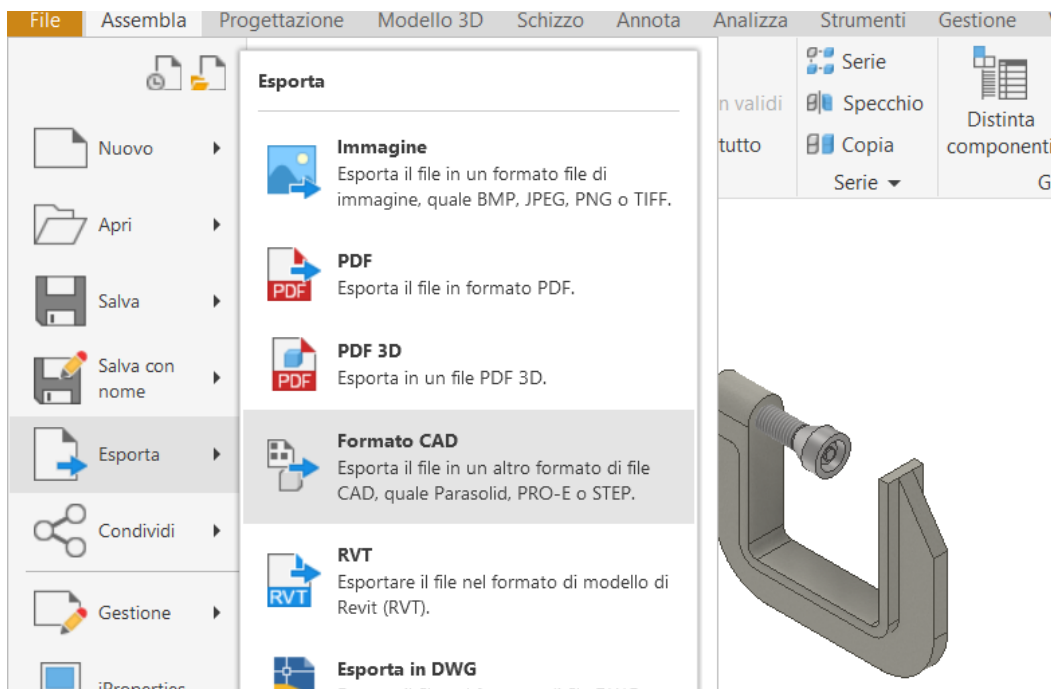 File Assembla Progettazione Modello 3D Schizzo Annota Analizza Strumenti Gestione
Nuovo
Apri
Salva
Salva con
nome
Esporta
Condividi
Gestione
iProperties
Esporta
Immagine
Esporta il file in un formato file di
immagine, quale BMP, JPEG, PNG o TIFF.
PDF
PDF
Esporta il file in formato PDF.
PDF
PDF 3D
Esporta in un file PDF 3D.
Formato CAD
Esporta il file in un altro formato di file
CAD, quale Parasolid, PRO-E o STEP.
RVT
RVT
Esportare il file nel formato di modello di
Revit (RVT).
Esporta in DWG
n validi
tutto
Serie
Specchio
Copia
Serie
Distinta
componenti
G